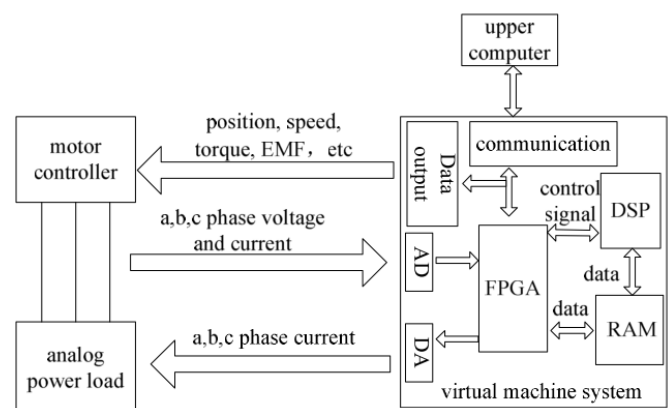 upper
computer
motor
controller
position, speed,
torque, EMF，etc
Data
output
communication
control
signal
DSP
a,b,c phase voltage
and current
AD
FPGA
data
data
RAM
analog
power load
a,b,c phase current
DA
virtual machine system